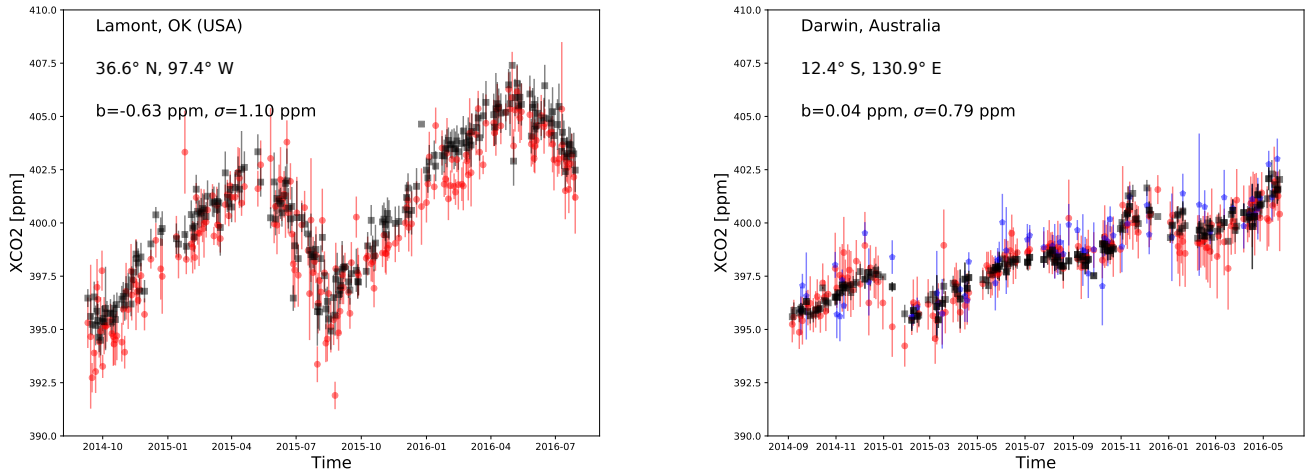 Lamont, OK (USA)
36.6° N, 97.4° W
b=-0.63 ppm, σ=1.10 ppm
XCO2 [ppm]
410.0
407.5
405.0
402.5
400.0
397.5
395.0
392.5
390.0
2014-10 2015-01 2015-04 2015-07 2015-10 2016-01 2016-04 2016-07
Time
Darwin, Australia
12.4° S, 130.9° E
b=0.04 ppm, σ=0.79 ppm
XCO2 [ppm]
410.0
407.5
405.0
402.5
400.0
397.5
395.0
392.5
390.0
2014-09 2014-11 2015-01 2015-03 2015-05 2015-07 2015-09 2015-11 2016-01 2016-03 2016-05
Time